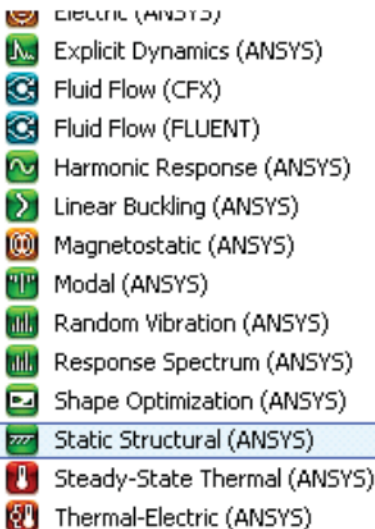 Electric (ANSYS)
Explicit Dynamics (ANSYS)
Fluid Flow (CFX)
Fluid Flow (FLUENT)
Harmonic Response (ANSYS)
Linear Buckling (ANSYS)
Magnetostatic (ANSYS)
Modal (ANSYS)
Random Vibration (ANSYS)
Response Spectrum (ANSYS)
Shape Optimization (ANSYS)
Static Structural (ANSYS)
Steady-State Thermal (ANSYS)
Thermal-Electric (ANSYS)